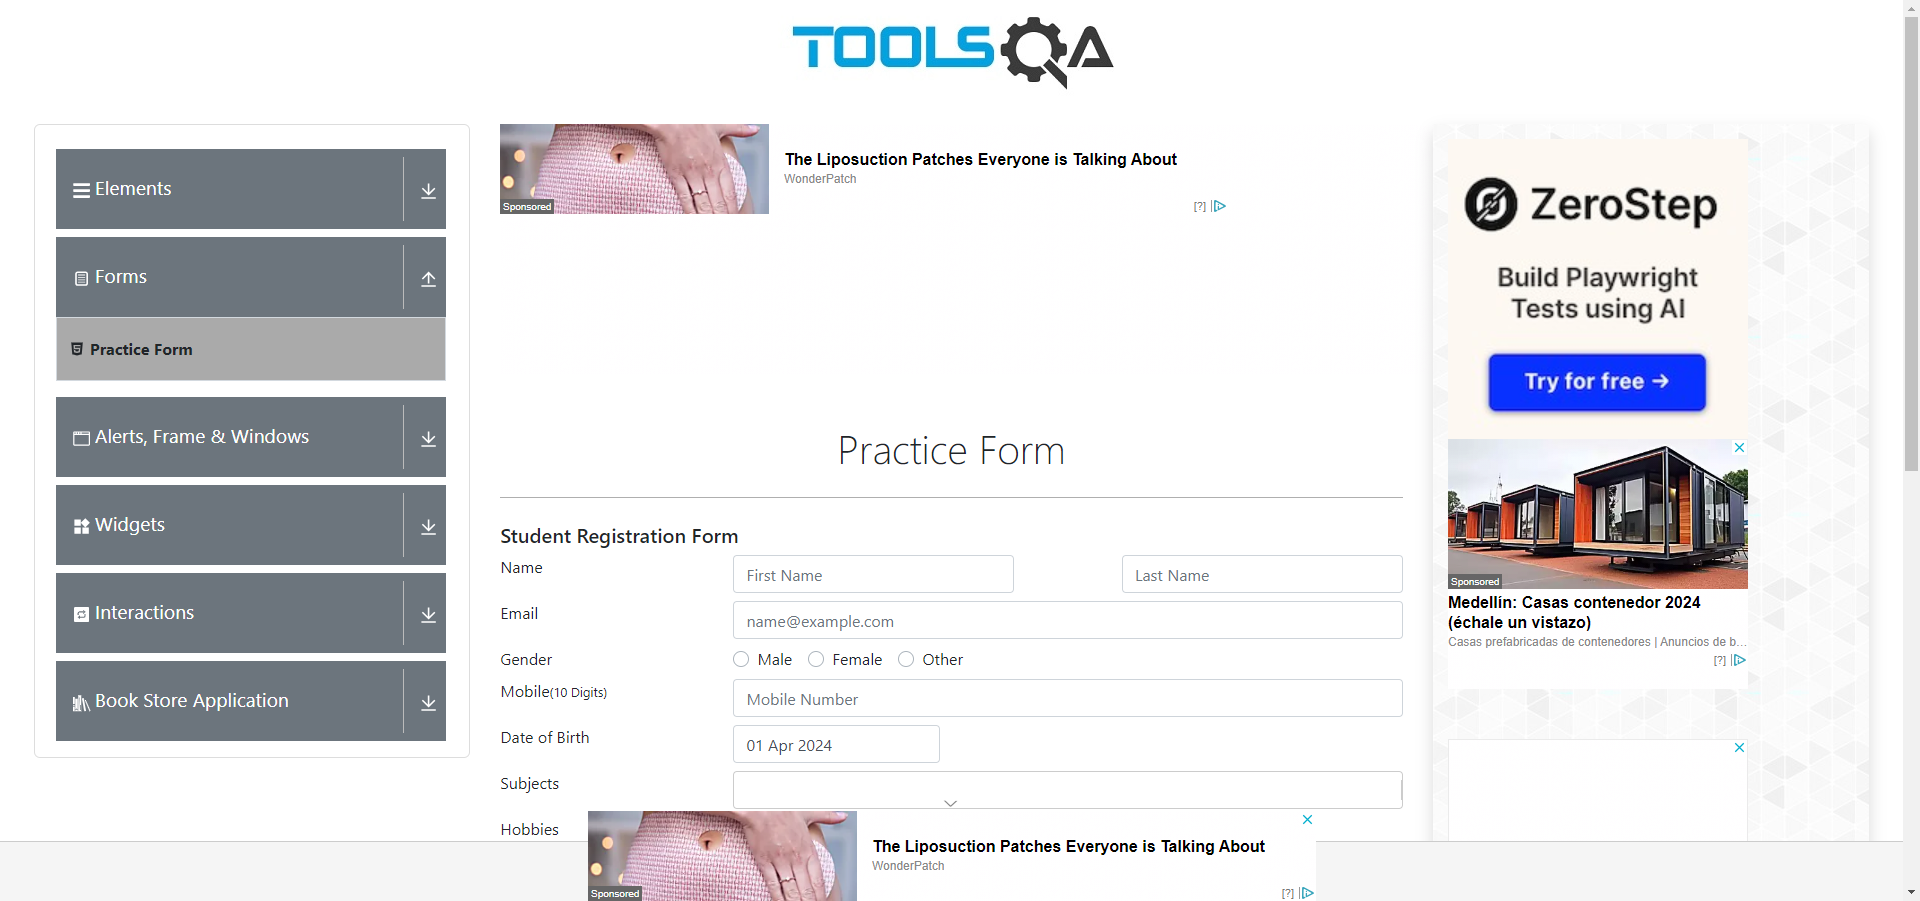 TOOLSQA
Elements
Forms
Practice Form
Alerts, Frame & Windows
Widgets
Interactions
Book Store Application
Sponsored
The Liposuction Patches Everyone is Talking About
WonderPatch
[?]
Practice Form
Student Registration Form
Name
First Name
Last Name
Email
name@example.com
Gender
Male
Female
Other
Mobile(10 Digits)
Mobile Number
Date of Birth
01 Apr 2024
Subjects
Hobbies
Sponsored
The Liposuction Patches Everyone is Talking About
WonderPatch
[?]
ZeroStep
Build Playwright
Tests using AI
Try for free →
Sponsored
Medellín: Casas contenedor 2024
(échale un vistazo)
Casas prefabricadas de contenedores | Anuncios de b...
[?]